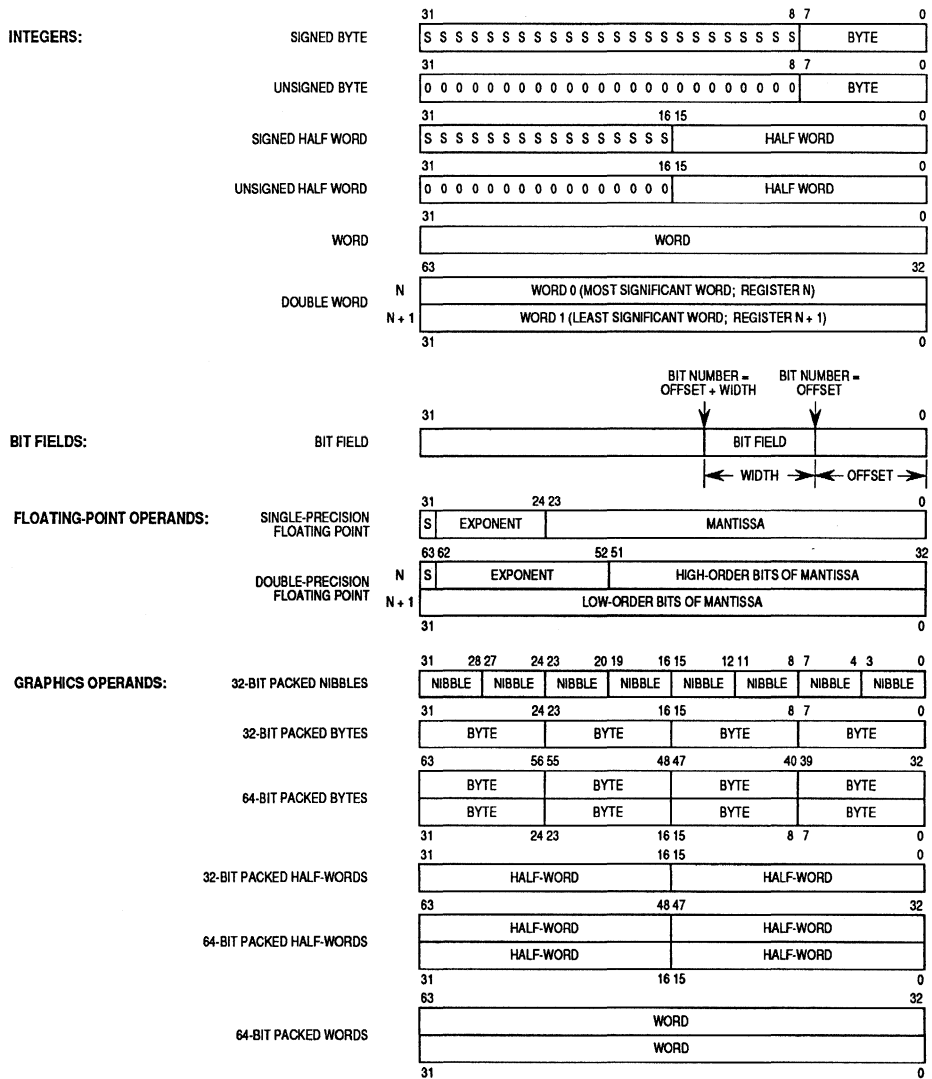 31 8 7 0
INTEGERS: SIGNED BYTE S S S S S S S S S S S S S S S S S S S S S S S S BYTE
31 8 7 0
UNSIGNED BYTE 0 0 0 0 0 0 0 0 0 0 0 0 0 0 0 0 0 0 0 0 0 0 0 0 BYTE
31 16 15 0
SIGNED HALF WORD S S S S S S S S S S S S S S S S HALF WORD
31 16 15 0
UNSIGNED HALF WORD 0 0 0 0 0 0 0 0 0 0 0 0 0 0 0 0 HALF WORD
31 0
WORD WORD
63 32
DOUBLE WORD
N WORD 0 (MOST SIGNIFICANT WORD; REGISTER N)
N + 1 WORD 1 (LEAST SIGNIFICANT WORD; REGISTER N + 1)
31 0
BIT NUMBER = OFFSET + WIDTH
BIT NUMBER = OFFSET
31 0
BIT FIELDS: BIT FIELD BIT FIELD
WIDTH OFFSET
31 24 23 0
FLOATING-POINT OPERANDS: SINGLE-PRECISION FLOATING POINT S EXPONENT MANTISSA
63 62 52 51 32
DOUBLE-PRECISION FLOATING POINT
N S EXPONENT HIGH-ORDER BITS OF MANTISSA
N + 1 LOW-ORDER BITS OF MANTISSA
31 0
31 28 27 24 23 20 19 16 15 12 11 8 7 4 3 0
GRAPHICS OPERANDS: 32-BIT PACKED NIBBLES NIBBLE NIBBLE NIBBLE NIBBLE NIBBLE NIBBLE NIBBLE NIBBLE
31 24 23 16 15 8 7 0
32-BIT PACKED BYTES BYTE BYTE BYTE BYTE
63 56 55 48 47 40 39 32
64-BIT PACKED BYTES
BYTE BYTE BYTE BYTE
BYTE BYTE BYTE BYTE
31 24 23 16 15 8 7 0
31 16 15 0
32-BIT PACKED HALF-WORDS HALF-WORD HALF-WORD
63 48 47 32
64-BIT PACKED HALF-WORDS
HALF-WORD HALF-WORD
HALF-WORD HALF-WORD
31 16 15 0
63 32
64-BIT PACKED WORDS
WORD
WORD
31 0